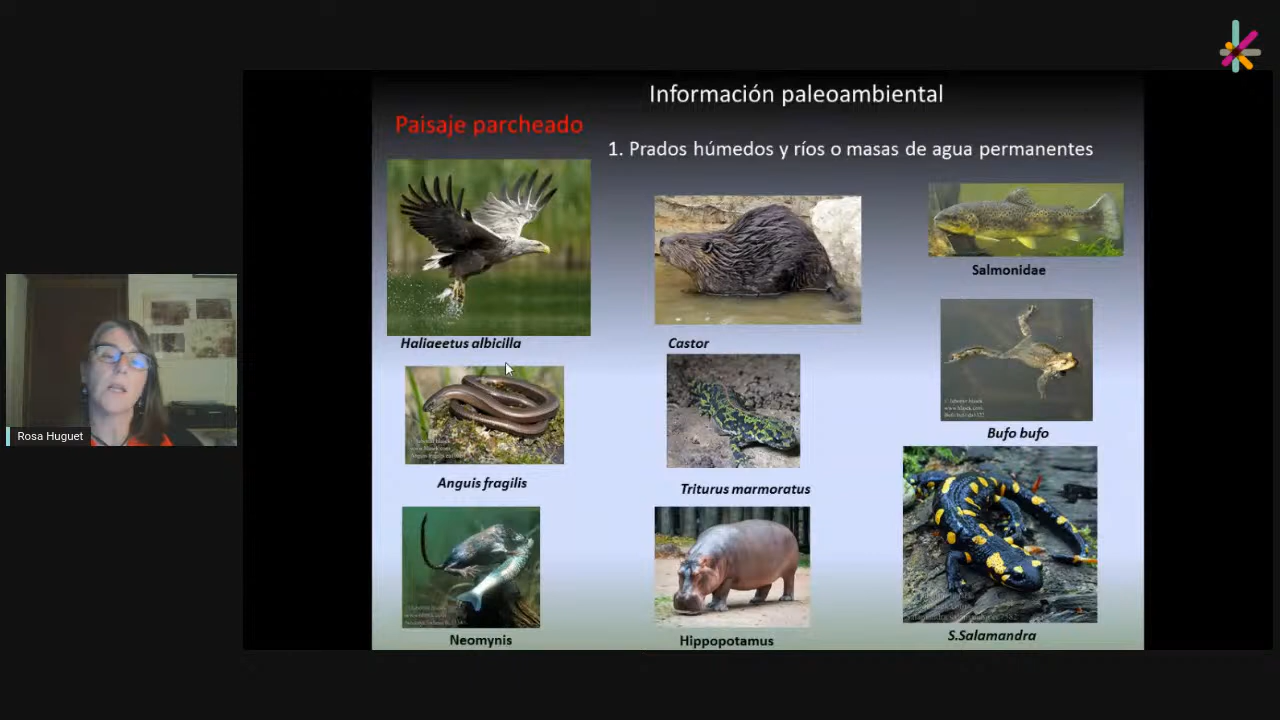 Información paleoambiental
Paisaje parcheado
1. Prados húmedos y ríos o masas de agua permanentes
Haliaeetus albicilla
Castor
Salmonidae
Anguis fragilis
Triturus marmoratus
Bufo bufo
Neomynis
Hippopotamus
S.Salamandra
Rosa Huguet